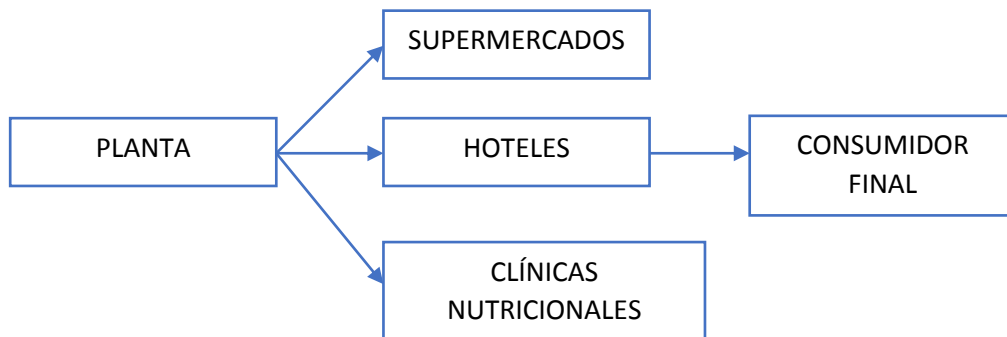 SUPERMERCADOS
PLANTA
HOTELES
CONSUMIDOR
FINAL
CLÍNICAS
NUTRICIONALES